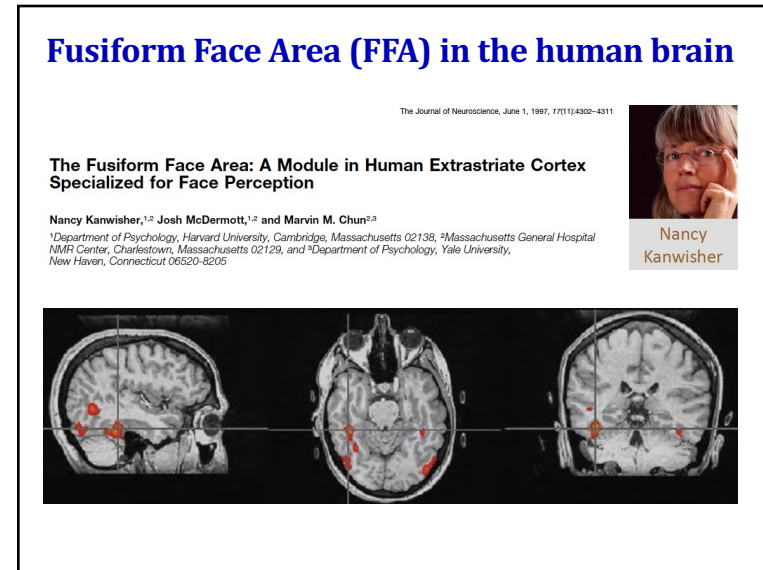 Fusiform Face Area (FFA) in the human brain
The Journal of Neuroscience, June 1, 1997, 17(11):4302–4311
The Fusiform Face Area: A Module in Human Extrastriate Cortex
Specialized for Face Perception
Nancy Kanwisher,1,2 Josh McDermott,1,2 and Marvin M. Chun2,3
1Department of Psychology, Harvard University, Cambridge, Massachusetts 02138, 2Massachusetts General Hospital
NMR Center, Charlestown, Massachusetts 02129, and 3Department of Psychology, Yale University,
New Haven, Connecticut 06520-8205
Nancy
Kanwisher